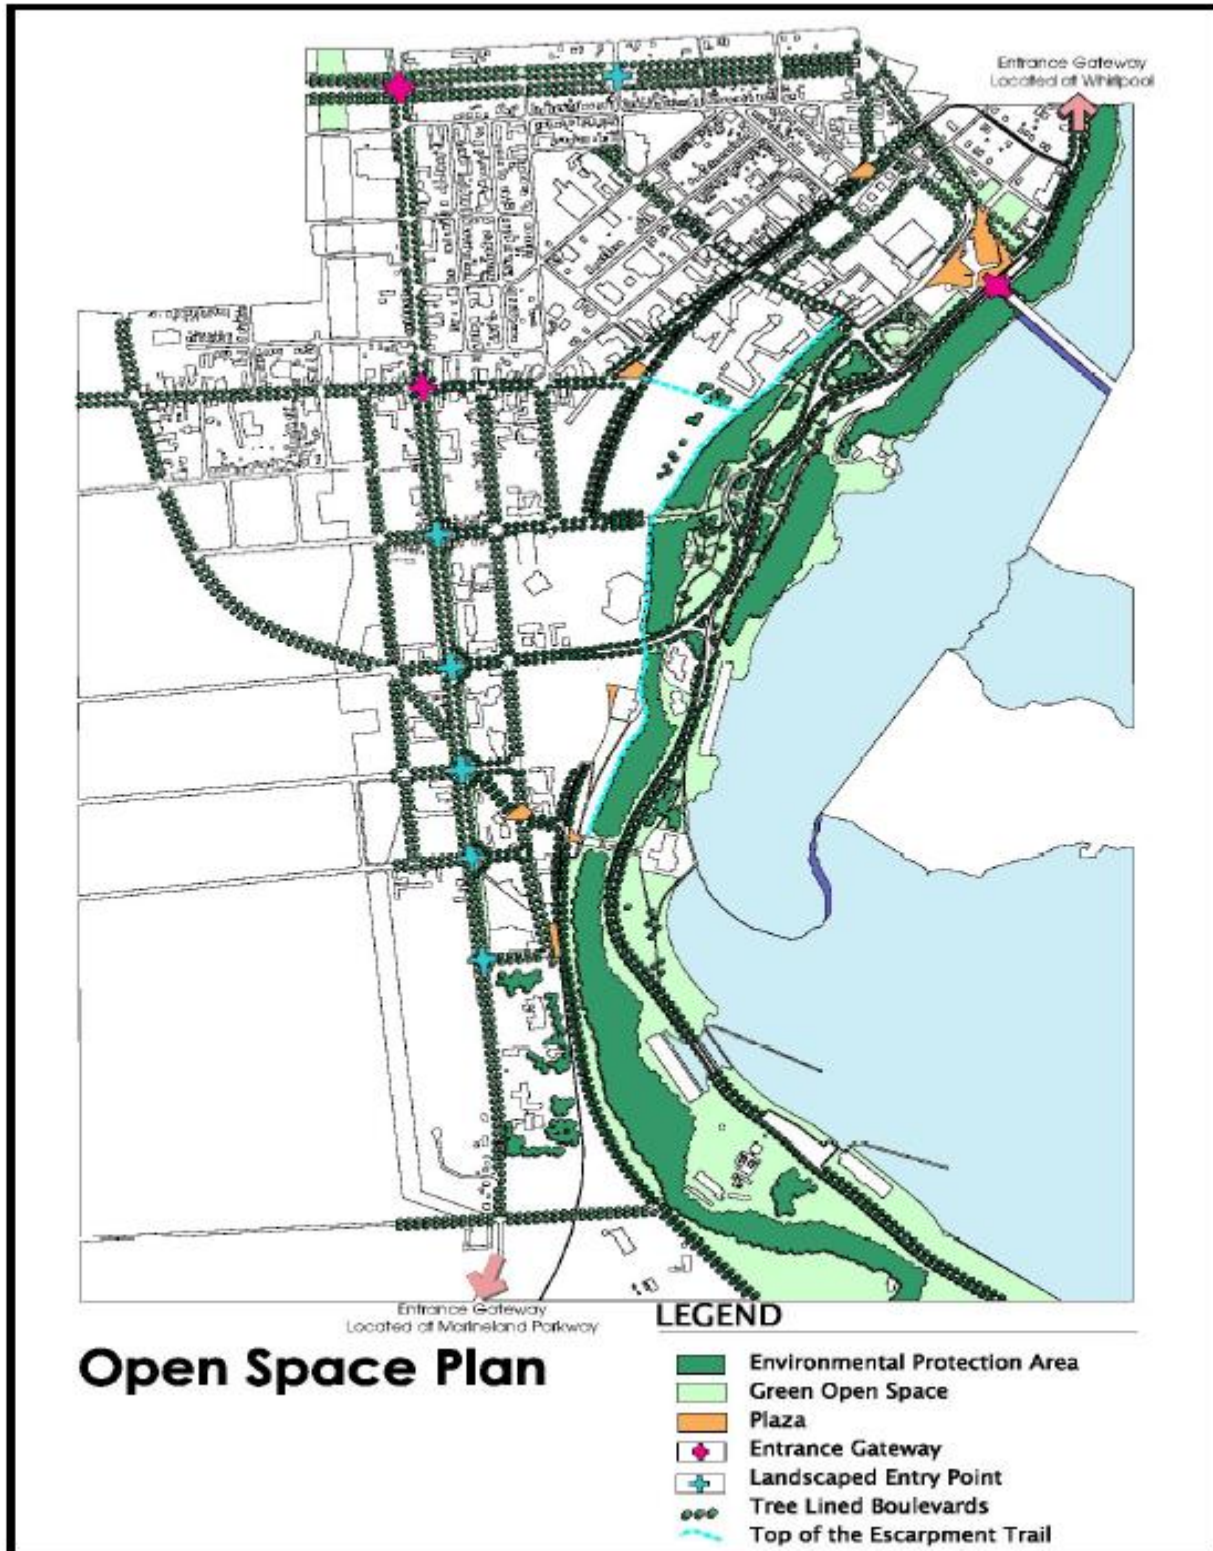 Entrance Gateway
Located at Whirlpool
Entrance Gateway
Located at Marineland Parkway
Open Space Plan
LEGEND
Environmental Protection Area
Green Open Space
Plaza
Entrance Gateway
Landscaped Entry Point
Tree Lined Boulevards
Top of the Escarpment Trail